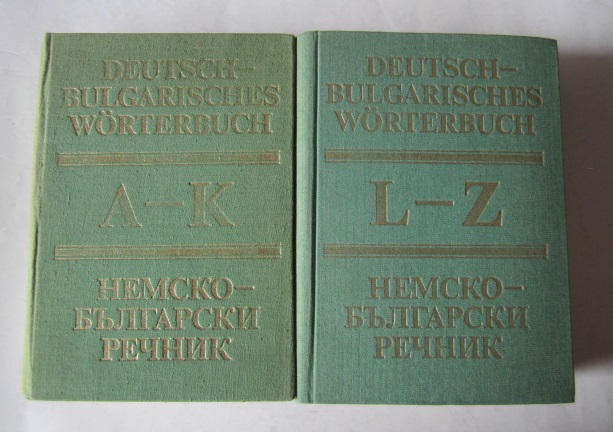 DEUTSCH–
BULGARISCHES
WÖRTERBUCH
A–K
НЕМСКО–
БЪЛГАРСКИ
РЕЧНИК
DEUTSCH–
BULGARISCHES
WÖRTERBUCH
L–Z
НЕМСКО–
БЪЛГАРСКИ
РЕЧНИК